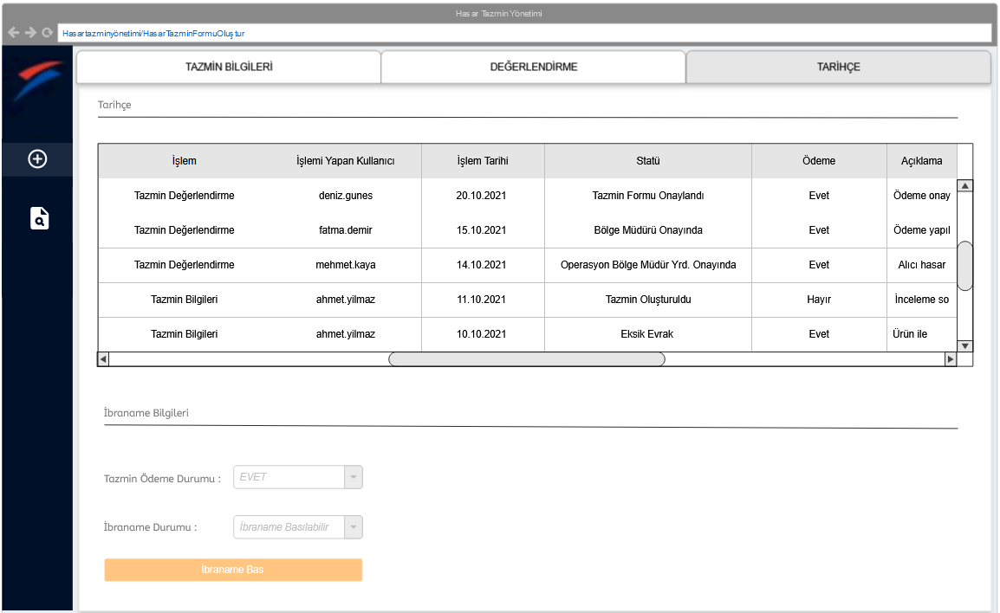 Hasar Tazmin Yönetimi
Hasartazminyönetimi/HasarTazminFormuOluştur
TAZMİN BİLGİLERİ DEĞERLENDİRME TARİHÇE
Tarihçe
İşlem İşlemi Yapan Kullanıcı İşlem Tarihi Statü Ödeme Açıklama
Tazmin Değerlendirme deniz.gunes 20.10.2021 Tazmin Formu Onaylandı Evet Ödeme onay
Tazmin Değerlendirme fatma.demir 15.10.2021 Bölge Müdürü Onayında Evet Ödeme yapıl
Tazmin Değerlendirme mehmet.kaya 14.10.2021 Operasyon Bölge Müdür Yrd. Onayında Evet Alıcı hasar
Tazmin Bilgileri ahmet.yilmaz 11.10.2021 Tazmin Oluşturuldu Hayır İnceleme so
Tazmin Bilgileri ahmet.yilmaz 10.10.2021 Eksik Evrak Evet Ürün ile
İbraname Bilgileri
Tazmin Ödeme Durumu : EVET
İbraname Durumu : İbraname Basılabilir
İbraname Bas